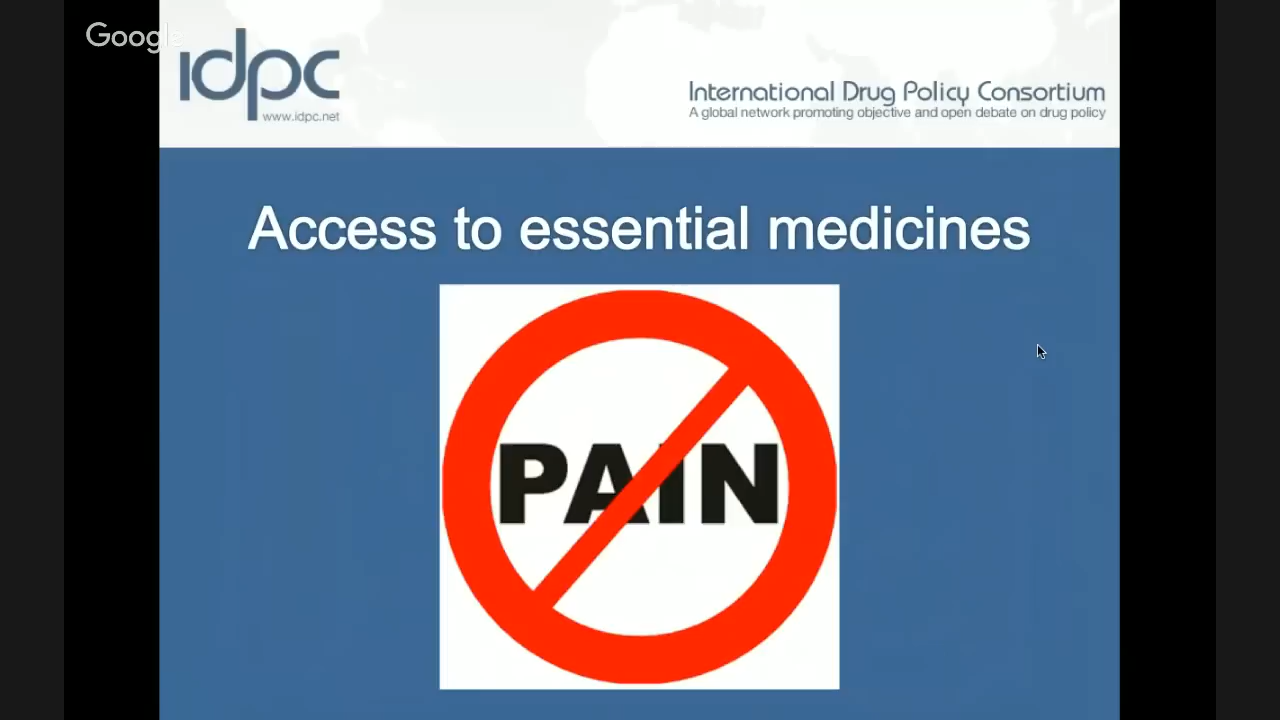 Google
idpc
www.idpc.net
International Drug Policy Consortium
A global network promoting objective and open debate on drug policy
Access to essential medicines
PAIN